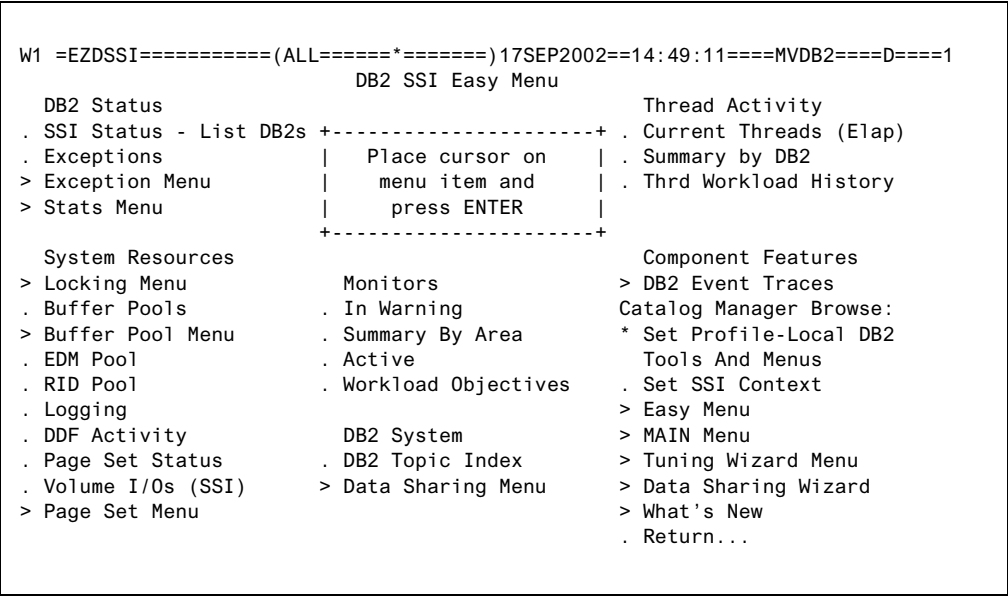 W1 =EZDSSI===========(ALL======*=======)17SEP2002==14:49:11====MVDB2====D====1
                            DB2 SSI Easy Menu
  DB2 Status                                        Thread Activity
. SSI Status - List DB2s +----------------------+ . Current Threads (Elap)
. Exceptions             |   Place cursor on    | . Summary by DB2
> Exception Menu         |    menu item and     | . Thrd Workload History
> Stats Menu             |     press ENTER      |
                         +----------------------+
  System Resources                                  Component Features
> Locking Menu             Monitors               > DB2 Event Traces
. Buffer Pools           . In Warning             Catalog Manager Browse:
> Buffer Pool Menu       . Summary By Area        * Set Profile-Local DB2
. EDM Pool               . Active                   Tools And Menus
. RID Pool               . Workload Objectives    . Set SSI Context
. Logging                                         > Easy Menu
. DDF Activity             DB2 System             > MAIN Menu
. Page Set Status        . DB2 Topic Index        > Tuning Wizard Menu
. Volume I/Os (SSI)      > Data Sharing Menu      > Data Sharing Wizard
> Page Set Menu                                   > What's New
                                                  . Return...